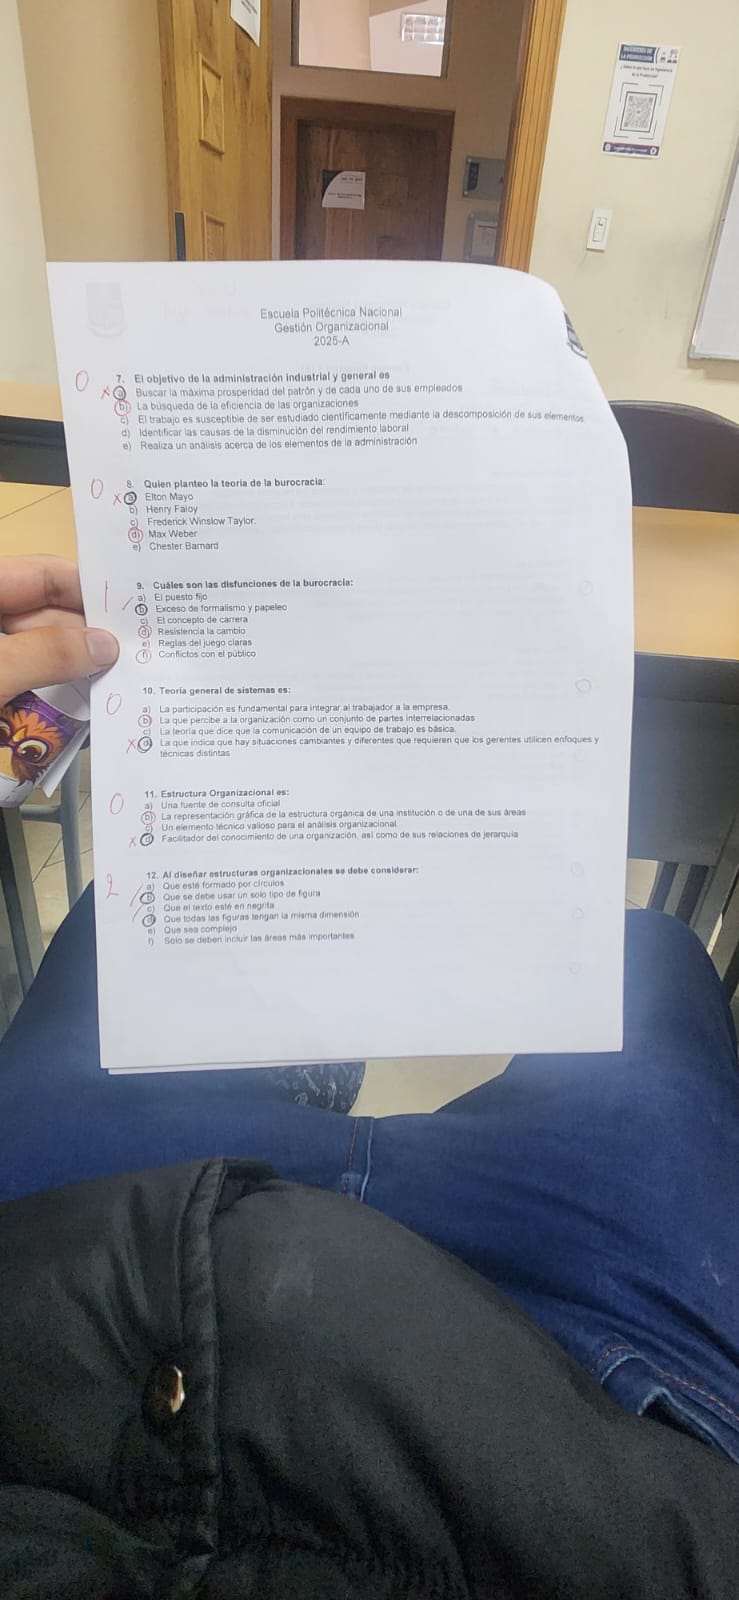 INGENIERÍA DE
LA PRODUCCIÓN
Escuela Politécnica Nacional
Gestión Organizacional
2025-A
0
7. El objetivo de la administración industrial y general es
x a) Buscar la máxima prosperidad del patrón y de cada uno de sus empleados
b) La búsqueda de la eficiencia de las organizaciones
c) El trabajo es susceptible de ser estudiado científicamente mediante la descomposición de sus elementos
d) Identificar las causas de la disminución del rendimiento laboral
e) Realiza un análisis acerca de los elementos de la administración
0
8. Quien planteo la teoría de la burocracia:
x a) Elton Mayo
b) Henry Faloy
c) Frederick Winslow Taylor.
d) Max Weber
e) Chester Barnard
1
9. Cuáles son las disfunciones de la burocracia:
a) El puesto fijo
b) Exceso de formalismo y papeleo
c) El concepto de carrera
d) Resistencia la cambio
e) Reglas del juego claras
f) Conflictos con el público
0
10. Teoría general de sistemas es:
a) La participación es fundamental para integrar al trabajador a la empresa.
b) La que percibe a la organización como un conjunto de partes interrelacionadas
c) La teoría que dice que la comunicación de un equipo de trabajo es básica.
x d) La que indica que hay situaciones cambiantes y diferentes que requieren que los gerentes utilicen enfoques y
técnicas distintas
0
11. Estructura Organizacional es:
a) Una fuente de consulta oficial
b) La representación gráfica de la estructura orgánica de una institución o de una de sus áreas
c) Un elemento técnico valioso para el análisis organizacional
x d) Facilitador del conocimiento de una organización, así como de sus relaciones de jerarquía
2
12. Al diseñar estructuras organizacionales se debe considerar:
a) Que esté formado por círculos
b) Que se debe usar un solo tipo de figura
c) Que el texto esté en negrita
d) Que todas las figuras tengan la misma dimensión
e) Que sea complejo
f) Solo se deben incluir las áreas más importantes